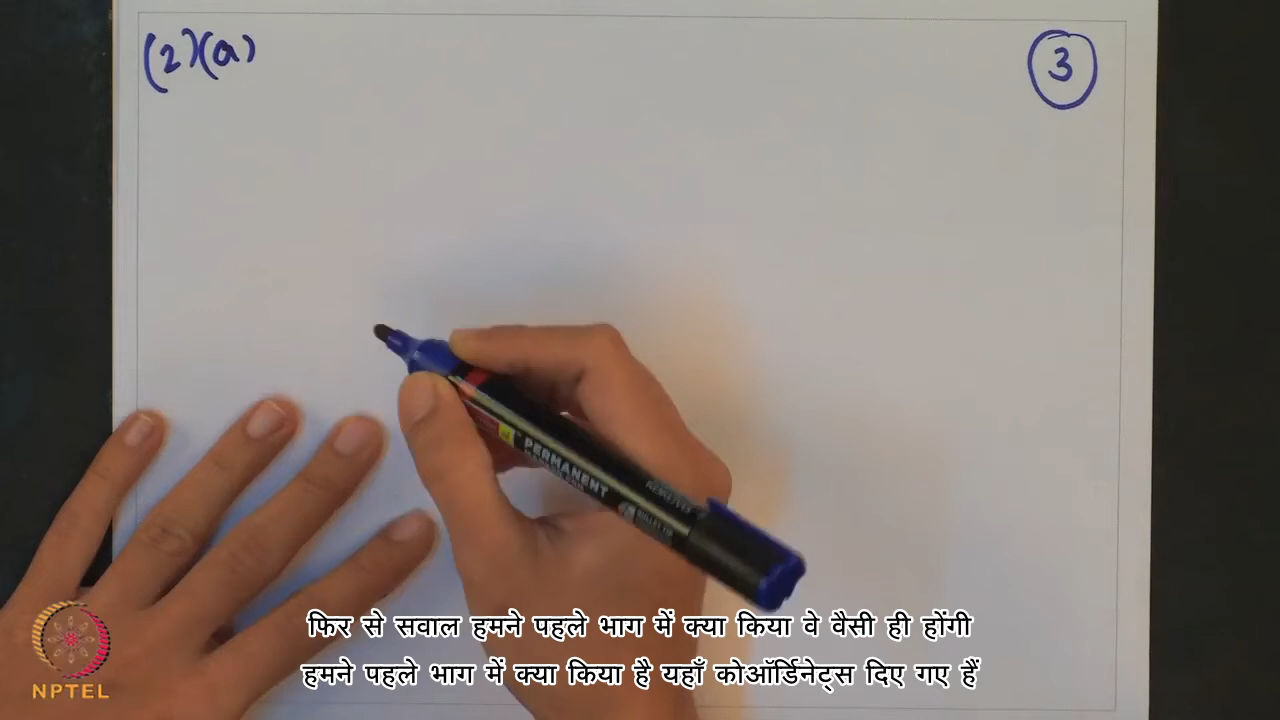 (2)(a)
3
PERMANENT
NPTEL
फिर से सवाल हमने पहले भाग में क्या किया वे वैसी ही होंगी
हमने पहले भाग में क्या किया है यहाँ कोऑर्डिनेट्स दिए गए हैं